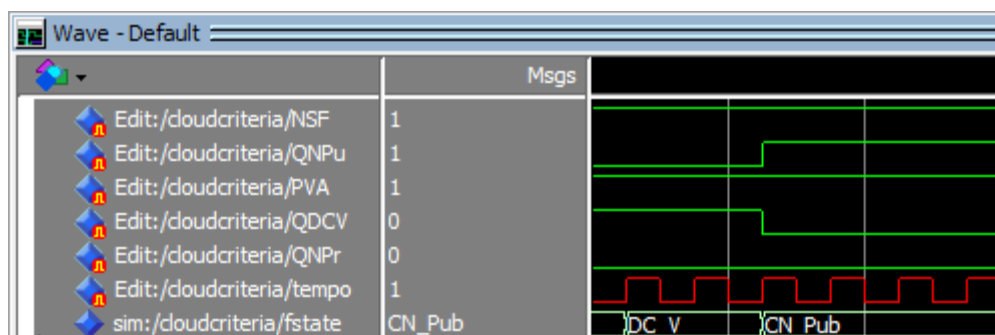 Wave - Default
Msgs
Edit:/cloudcriteria/NSF 1
Edit:/cloudcriteria/QNPu 1
Edit:/cloudcriteria/PVA 1
Edit:/cloudcriteria/QDCV 0
Edit:/cloudcriteria/QNPr 0
Edit:/cloudcriteria/tempo 1
sim:/cloudcriteria/fstate CN_Pub DC_V CN_Pub